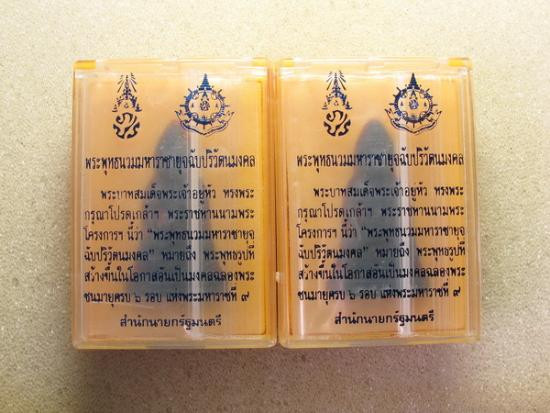 พระพุทธนวมมหาราชายุจฉับปริวัตนมงคล
พระบาทสมเด็จพระเจ้าอยู่หัว ทรงพระ
กรุณาโปรดเกล้าฯ พระราชทานนามพระ
โครงการฯ นี้ว่า "พระพุทธนวมมหาราชายุจ
ฉับปริวัตนมงคล" หมายถึง พระพุทธรูปที่
สร้างขึ้นในโอกาสอันเป็นมงคลฉลองพระ
ชนมายุครบ ๖ รอบ แห่งพระมหาราชที่ ๙
สำนักนายกรัฐมนตรี
พระพุทธนวมมหาราชายุจฉับปริวัตนมงคล
พระบาทสมเด็จพระเจ้าอยู่หัว ทรงพระ
กรุณาโปรดเกล้าฯ พระราชทานนามพระ
โครงการฯ นี้ว่า "พระพุทธนวมมหาราชายุจ
ฉับปริวัตนมงคล" หมายถึง พระพุทธรูปที่
สร้างขึ้นในโอกาสอันเป็นมงคลฉลองพระ
ชนมายุครบ ๖ รอบ แห่งพระมหาราชที่ ๙
สำนักนายกรัฐมนตรี